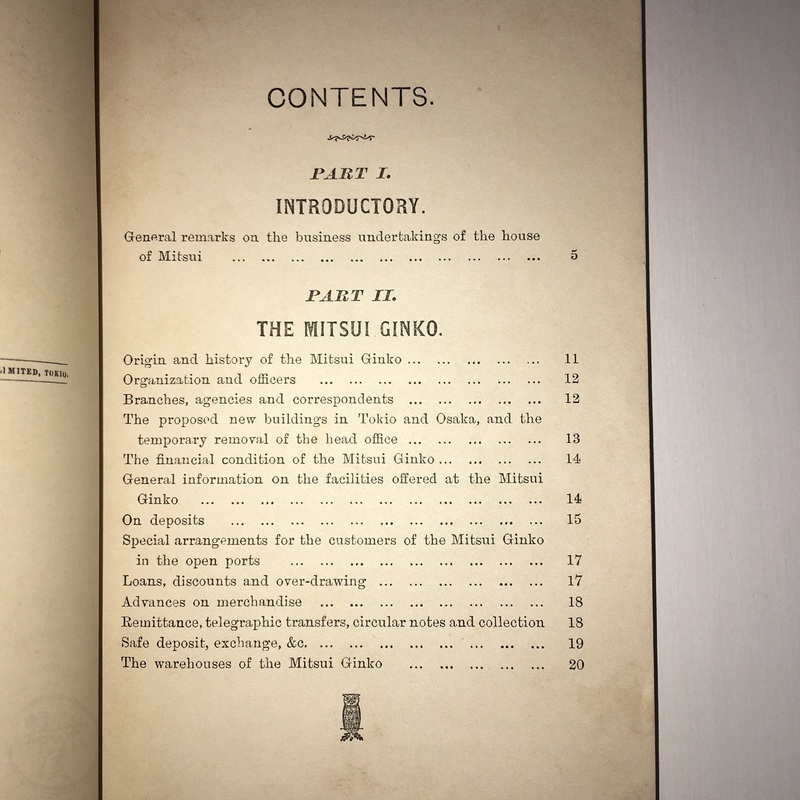 LIMITED, TOKIO.
CONTENTS.
PART I.
INTRODUCTORY.
General remarks on the business undertakings of the house
of Mitsui ... ... ... ... ... ... ... ... ... ... ... 5
PART II.
THE MITSUI GINKO.
Origin and history of the Mitsui Ginko ... ... ... ... ... 11
Organization and officers ... ... ... ... ... ... ... ... 12
Branches, agencies and correspondents ... ... ... ... ... 12
The proposed new buildings in Tokio and Osaka, and the
temporary removal of the head office ... ... ... ... ... 13
The financial condition of the Mitsui Ginko ... ... ... ... 14
General information on the facilities offered at the Mitsui
Ginko ... ... ... ... ... ... ... ... ... ... ... ... 14
On deposits ... ... ... ... ... ... ... ... ... ... ... 15
Special arrangements for the customers of the Mitsui Ginko
in the open ports ... ... ... ... ... ... ... ... ... 17
Loans, discounts and over-drawing ... ... ... ... ... ... 17
Advances on merchandise ... ... ... ... ... ... ... ... 18
Remittance, telegraphic transfers, circular notes and collection 18
Safe deposit, exchange, &c. ... ... ... ... ... ... ... ... 19
The warehouses of the Mitsui Ginko ... ... ... ... ... 20